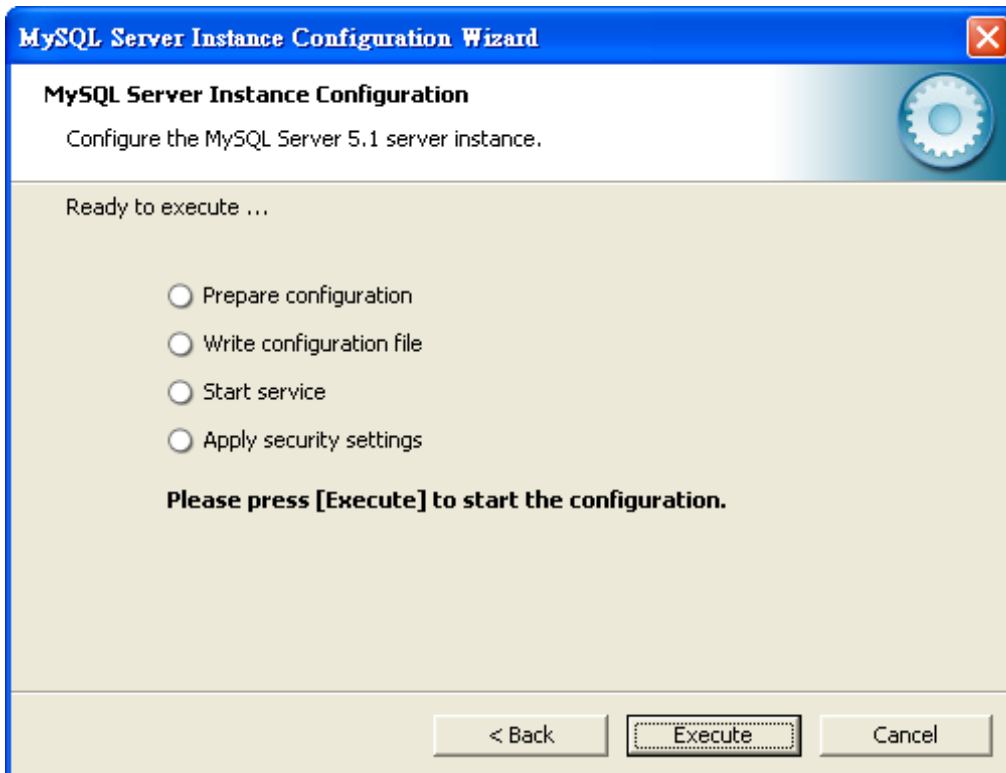 MySQL Server Instance Configuration Wizard
MySQL Server Instance Configuration
Configure the MySQL Server 5.1 server instance.
Ready to execute ...
Prepare configuration
Write configuration file
Start service
Apply security settings
Please press [Execute] to start the configuration.
< Back Execute Cancel